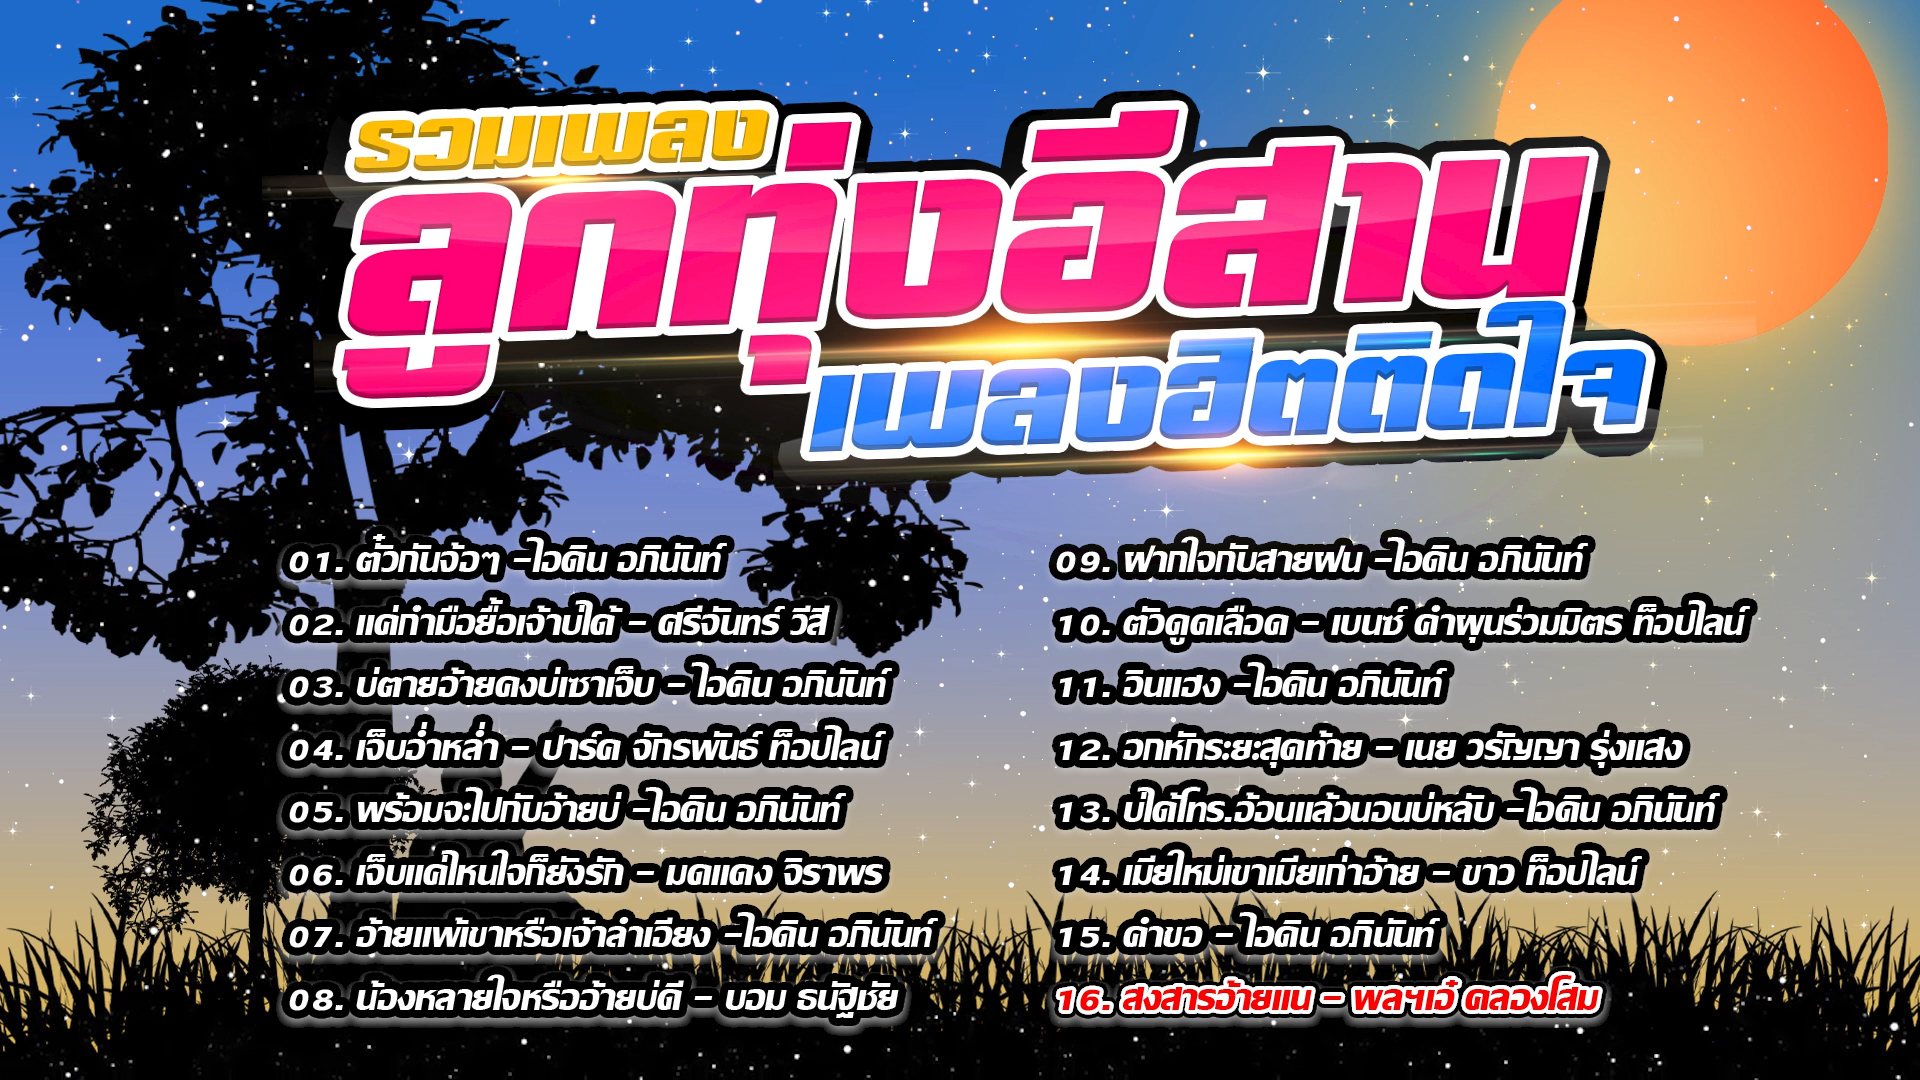 รวมเพลง
ลูกทุ่งอีสาน
เพลงฮิตติดใจ
01. ตั๋วกันจ้อๆ -ไอดิน อภินันท์
02. แค่กำมือยื้อเจ้าบ่ได้ - ศรีจันทร์ วีสี
03. บ่ตายอ้ายคงบ่เซาเจ็บ - ไอดิน อภินันท์
04. เจ็บอ่ำหล่ำ - ปาร์ค จักรพันธ์ ท็อปไลน์
05. พร้อมจะไปกับอ้ายบ่ -ไอดิน อภินันท์
06. เจ็บแค่ไหนใจก็ยังรัก - มดแดง จิราพร
07. อ้ายแพ้เขาหรือเจ้าลำเอียง -ไอดิน อภินันท์
08. น้องหลายใจหรืออ้ายบ่ดี - บอม ธนัฐิชัย
09. ฝากใจกับสายฝน -ไอดิน อภินันท์
10. ตัวดูดเลือด - เบนซ์ คำผุนร่วมมิตร ท็อปไลน์
11. อินแฮง -ไอดิน อภินันท์
12. อกหักระยะสุดท้าย - เนย วรัญญา รุ่งแสง
13. บ่ได้โทร.อ้อนแล้วนอนบ่หลับ -ไอดิน อภินันท์
14. เมียใหม่เขาเมียเก่าอ้าย - ขาว ท็อปไลน์
15. คำขอ - ไอดิน อภินันท์
16. สงสารอ้ายแน - พลฯเอ๋ คลองโสม